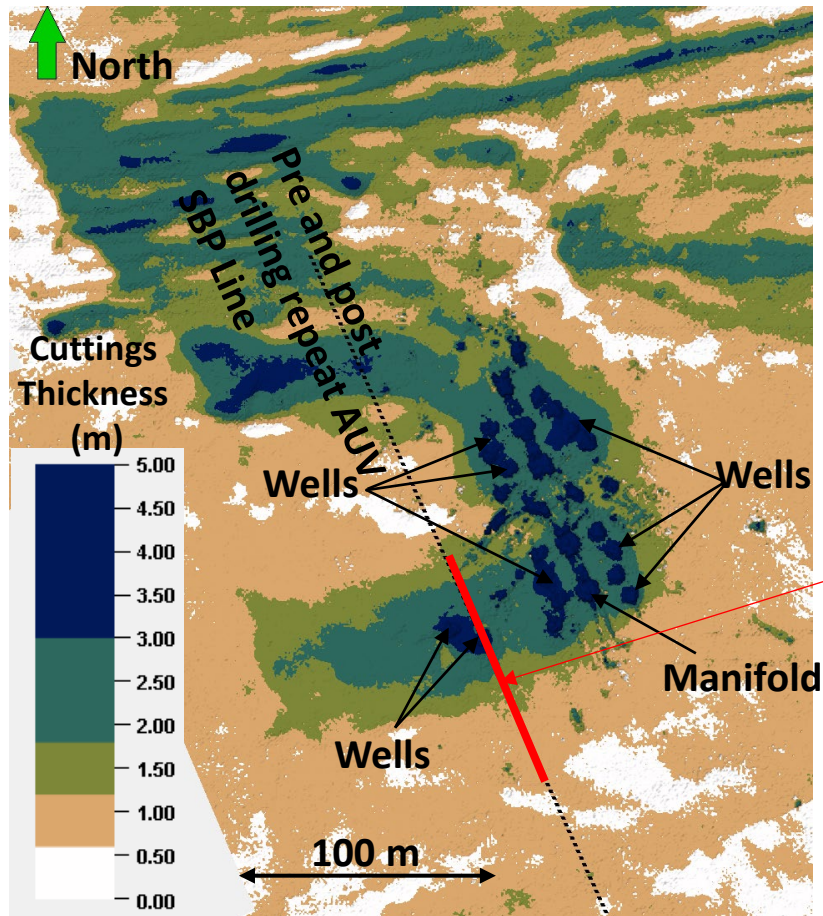 North
Pre and post
drilling repeat AUV
SBP Line
Cuttings
Thickness
(m)
5.00
4.50
4.00
3.50
3.00
2.50
2.00
1.50
1.00
0.50
0.00
Wells
Wells
Manifold
Wells
100 m